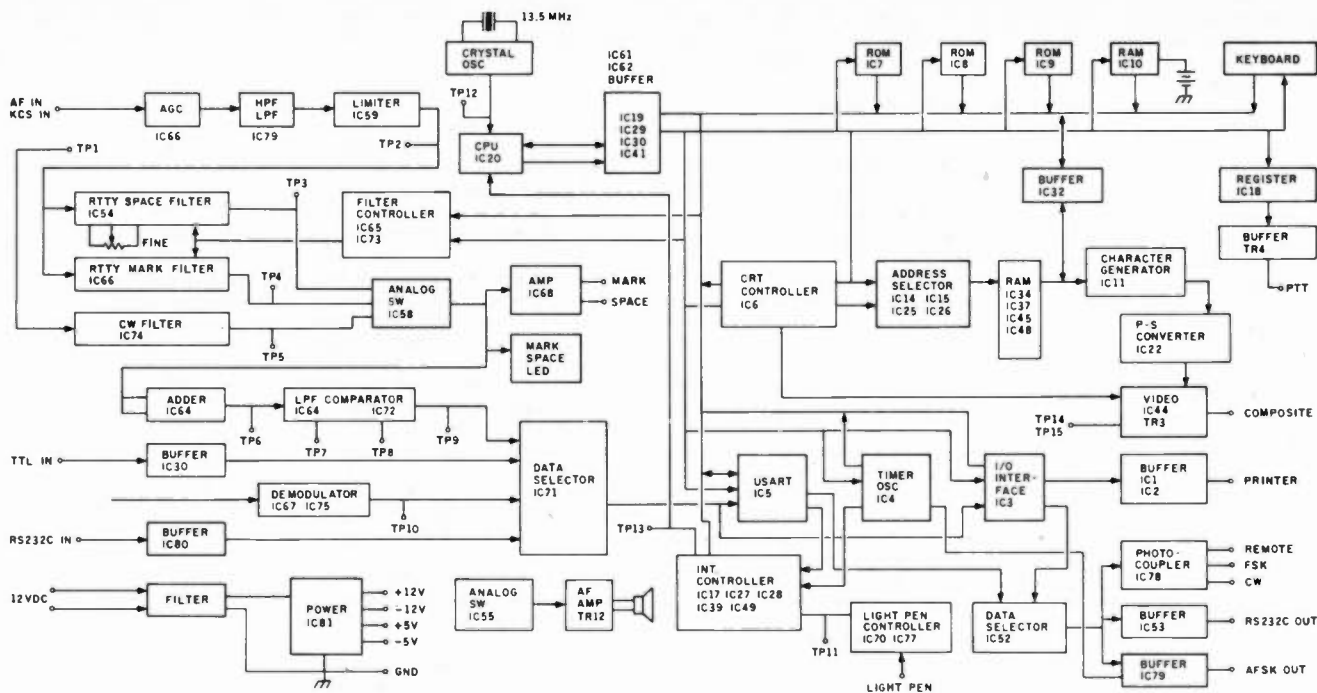 13.5 MHz
CRYSTAL
OSC
IC61
IC62
BUFFER
IC19
IC29
IC30
IC41
ROM
IC7
ROM
IC8
ROM
IC9
RAM
IC10
KEYBOARD
AF IN
KCS IN
AGC
IC66
HPF
LPF
IC79
LIMITER
IC59
TP1
TP2
TP12
CPU
IC20
TP3
RTTY SPACE FILTER
IC54
FINE
RTTY MARK FILTER
IC66
CW FILTER
IC74
TP4
TP5
FILTER
CONTROLLER
IC65
IC73
ANALOG
SW
IC58
AMP
IC68
MARK
SPACE
MARK
SPACE
LED
BUFFER
IC32
REGISTER
IC18
BUFFER
TR4
PTT
CRT
CONTROLLER
IC6
ADDRESS
SELECTOR
IC14 IC15
IC25 IC26
RAM
IC34
IC37
IC45
IC48
CHARACTER
GENERATOR
IC11
P-S
CONVERTER
IC22
VIDEO
IC44
TR3
TP14
TP15
COMPOSITE
ADDER
IC64
TP6
LPF COMPARATOR
IC64 IC72
TP7
TP8
TP9
TTL IN
BUFFER
IC30
DEMODULATOR
IC67 IC75
TP10
RS232C IN
BUFFER
IC80
DATA
SELECTOR
IC71
USART
IC5
TIMER
OSC
IC4
I/O
INTER-
FACE
IC3
BUFFER
IC1
IC2
PRINTER
TP13
INT
CONTROLLER
IC17 IC27 IC28
IC39 IC49
PHOTO-
COUPLER
IC78
REMOTE
FSK
CW
12VDC
FILTER
POWER
IC81
+12V
-12V
+5V
-5V
GND
ANALOG
SW
IC55
AF
AMP
TR12
TP11
LIGHT PEN
CONTROLLER
IC70 IC77
LIGHT PEN
DATA
SELECTOR
IC52
BUFFER
IC53
RS232C OUT
BUFFER
IC79
AFSK OUT